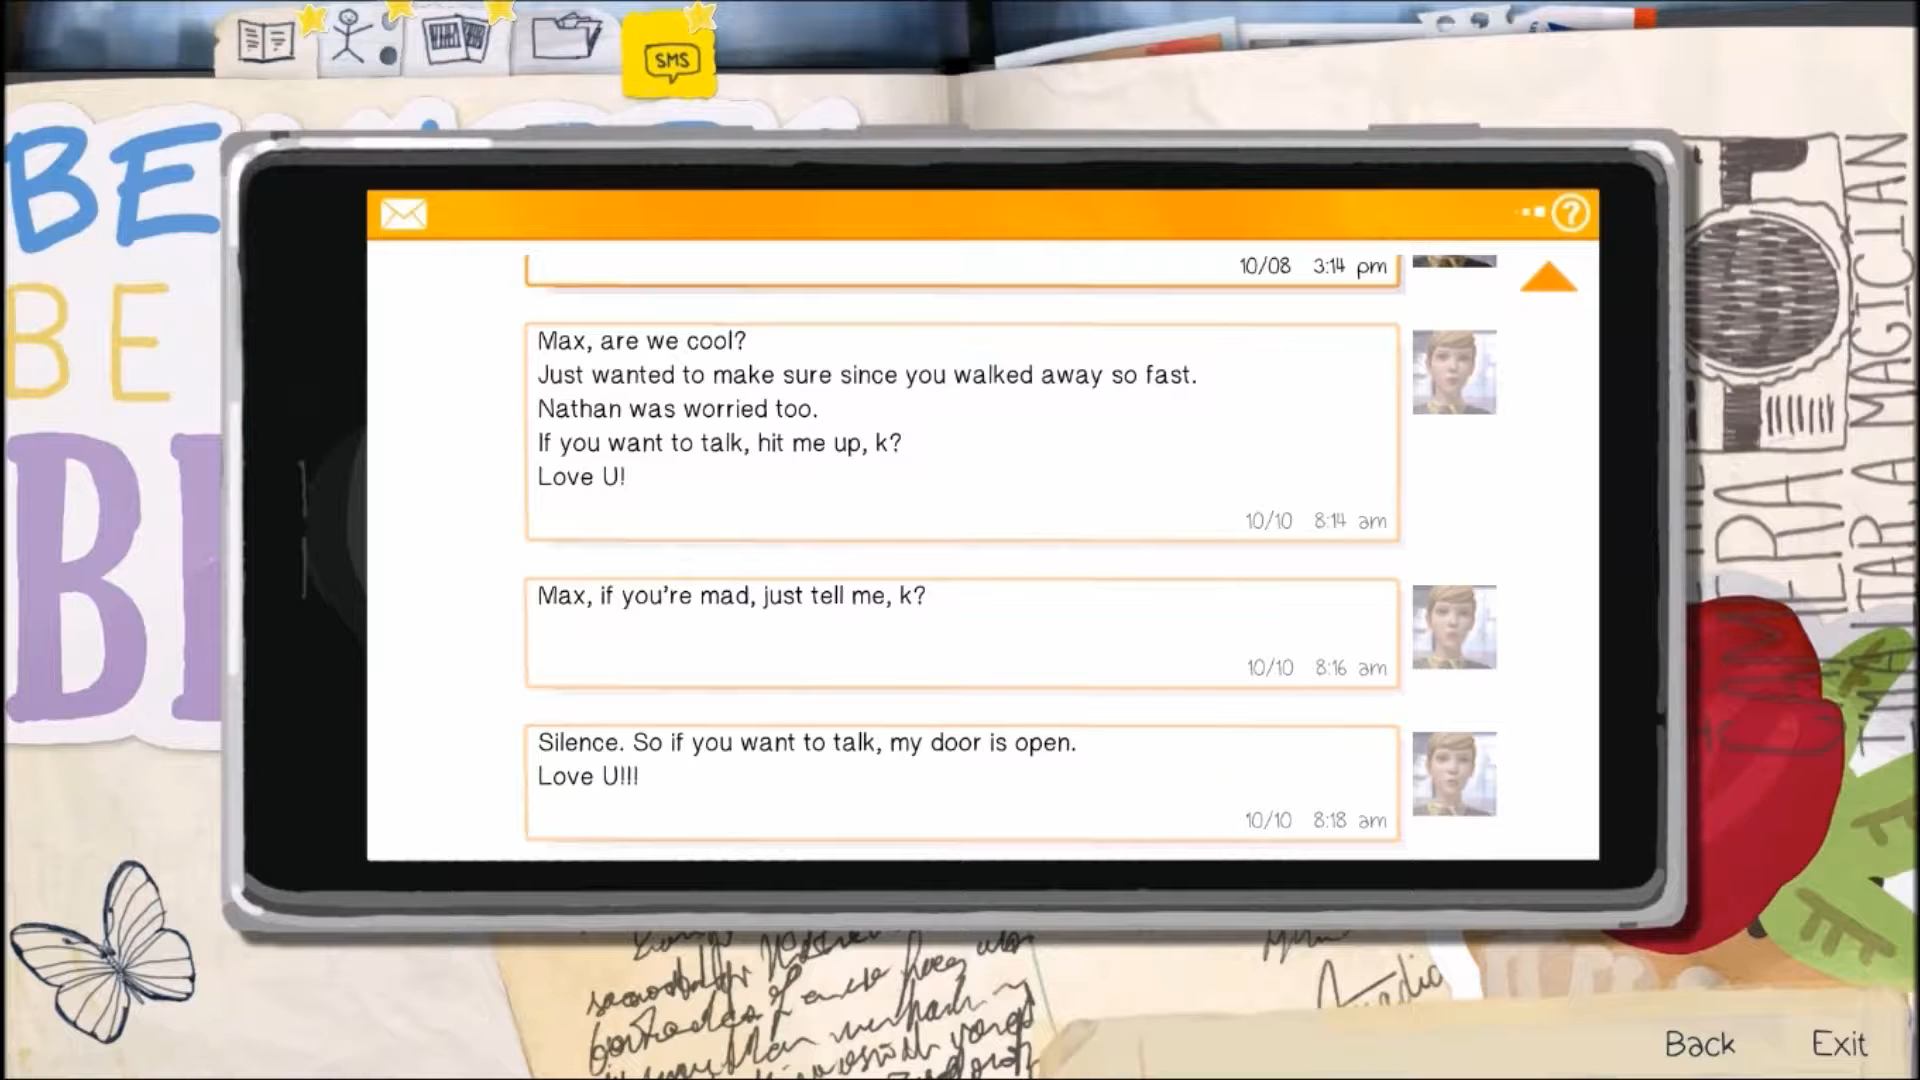 SMS
BE
BE
10/08 3:14 pm
Max, are we cool?
Just wanted to make sure since you walked away so fast.
Nathan was worried too.
If you want to talk, hit me up, k?
Love U!
10/10 8:14 am
Max, if you're mad, just tell me, k?
10/10 8:16 am
Silence. So if you want to talk, my door is open.
Love U!!!
10/10 8:18 am
?
MAGICIAN
Back
Exit